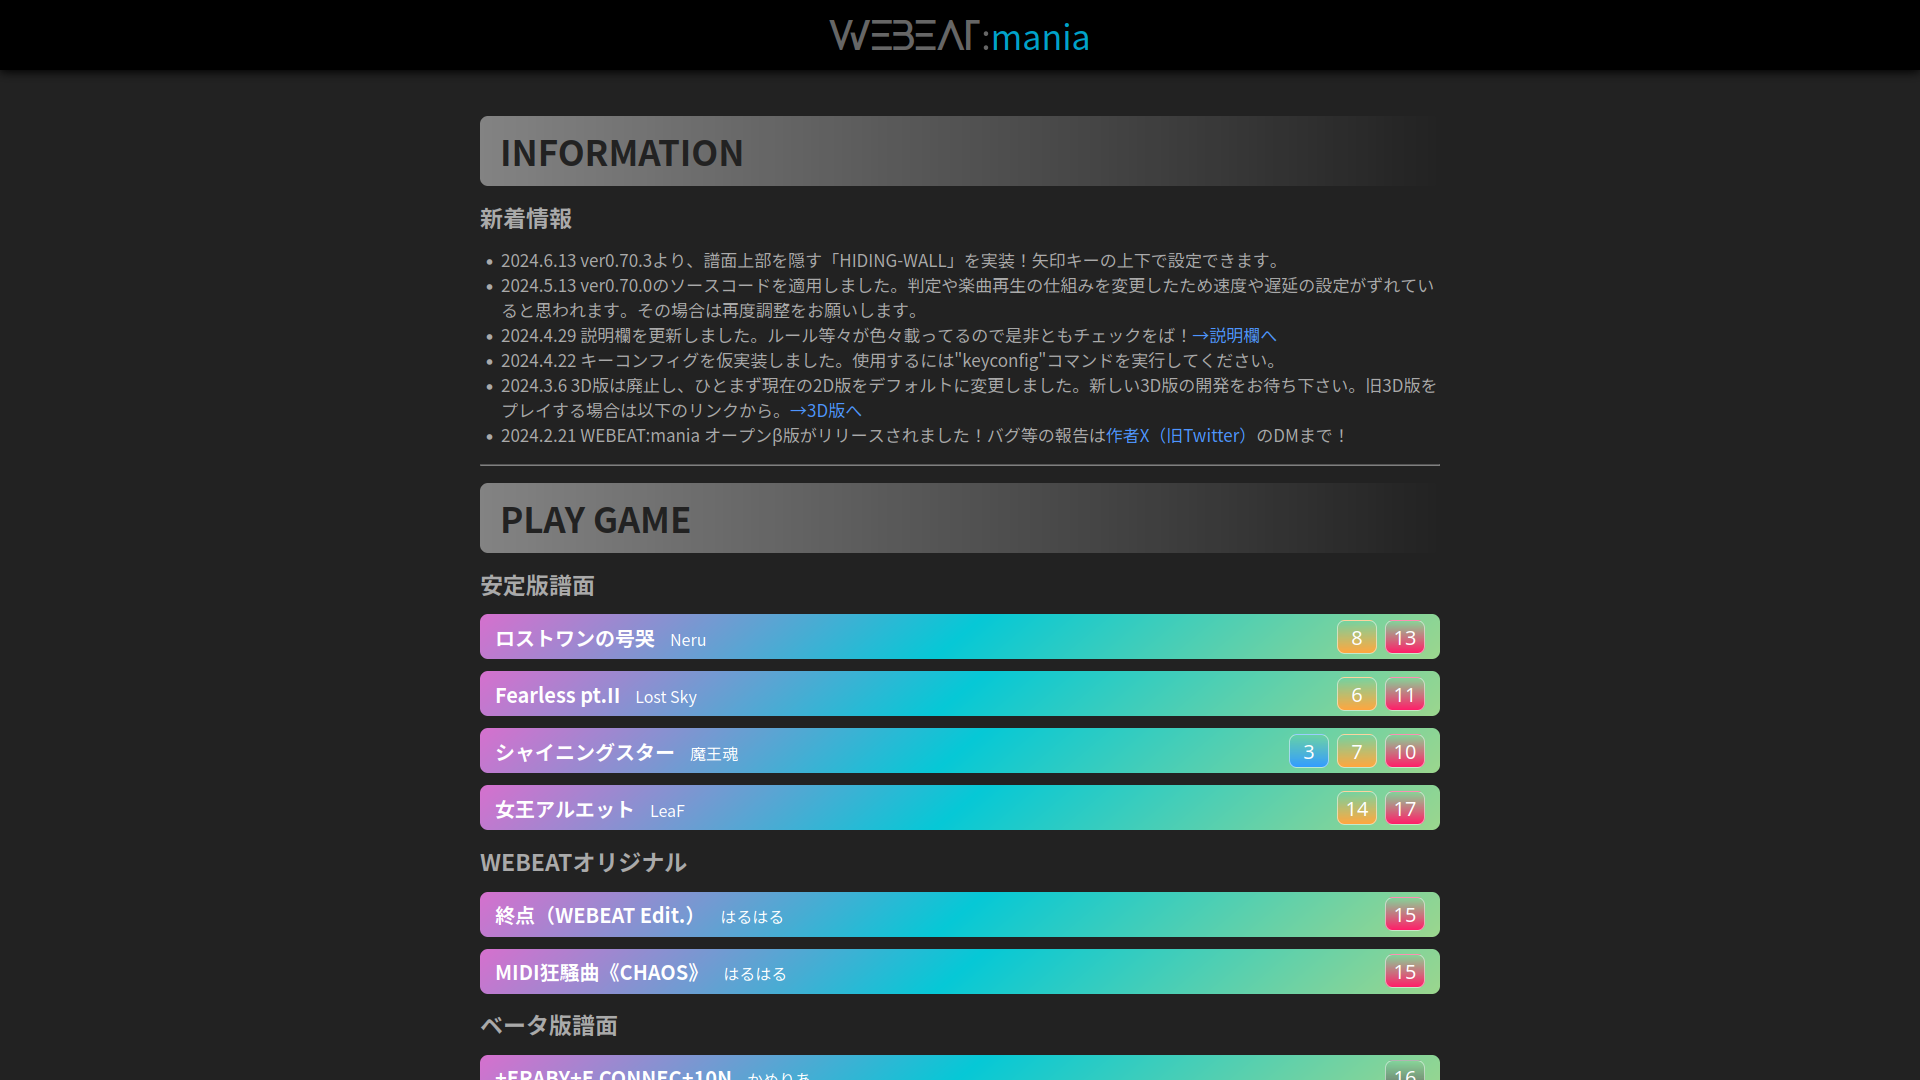 WEBEAT:mania
INFORMATION
新着情報
• 2024.6.13 ver0.70.3より、譜面上部を隠す「HIDING-WALL」を実装！矢印キーの上下で設定できます。
• 2024.5.13 ver0.70.0のソースコードを適用しました。判定や楽曲再生の仕組みを変更したため速度や遅延の設定がずれてい
ると思われます。その場合は再度調整をお願いします。
• 2024.4.29 説明欄を更新しました。ルール等々が色々載ってるので是非ともチェックをば！→説明欄へ
• 2024.4.22 キーコンフィグを仮実装しました。使用するには"keyconfig"コマンドを実行してください。
• 2024.3.6 3D版は廃止し、ひとまず現在の2D版をデフォルトに変更しました。新しい3D版の開発をお待ち下さい。旧3D版を
プレイする場合は以下のリンクから。→3D版へ
• 2024.2.21 WEBEAT:mania オープンβ版がリリースされました！バグ等の報告は作者X（旧Twitter）のDMまで！
PLAY GAME
安定版譜面
ロストワンの号哭 Neru 8 13
Fearless pt.II Lost Sky 6 11
シャイニングスター 魔王魂 3 7 10
女王アルエット LeaF 14 17
WEBEATオリジナル
終点（WEBEAT Edit.） はるはる 15
MIDI狂騒曲《CHAOS》 はるはる 15
ベータ版譜面
+ERABY+E CONNEC+10N かめりあ 16